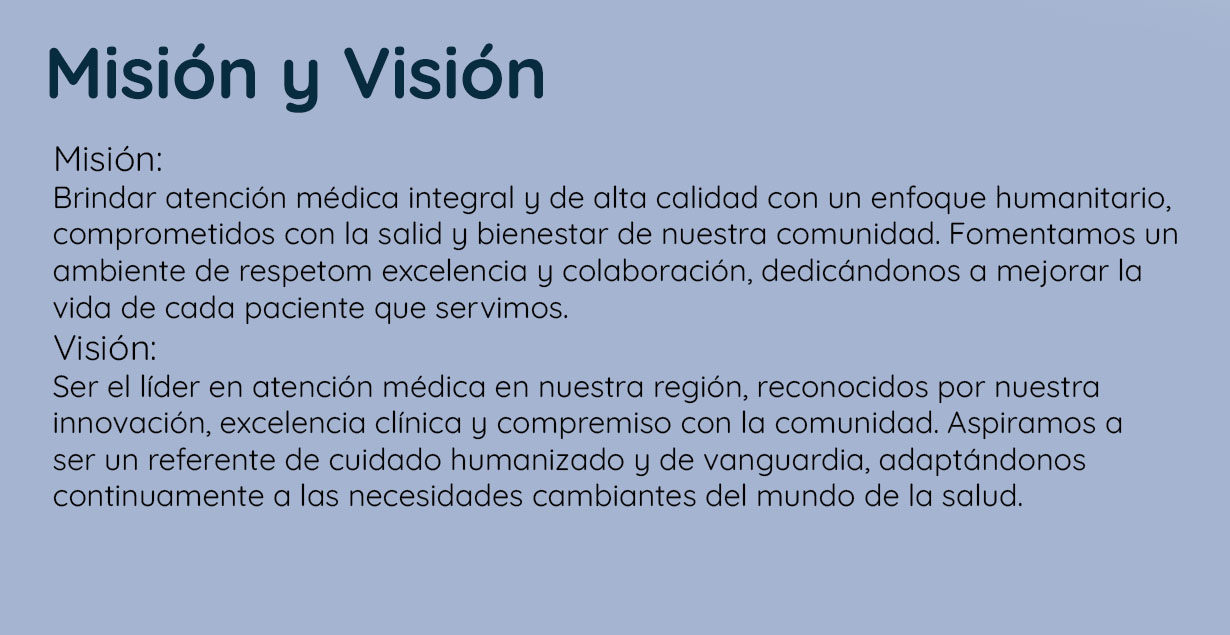 Misión y Visión
Misión:
Brindar atención médica integral y de alta calidad con un enfoque humanitario,
comprometidos con la salid y bienestar de nuestra comunidad. Fomentamos un
ambiente de respetom excelencia y colaboración, dedicándonos a mejorar la
vida de cada paciente que servimos.
Visión:
Ser el líder en atención médica en nuestra región, reconocidos por nuestra
innovación, excelencia clínica y compremiso con la comunidad. Aspiramos a
ser un referente de cuidado humanizado y de vanguardia, adaptándonos
continuamente a las necesidades cambiantes del mundo de la salud.